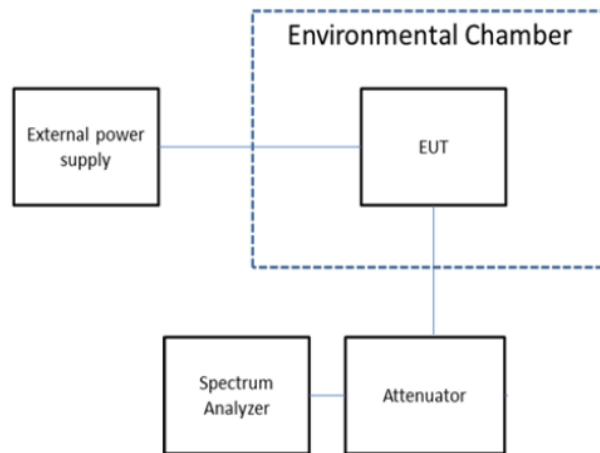 Environmental Chamber
External power
supply
EUT
Spectrum
Analyzer
Attenuator